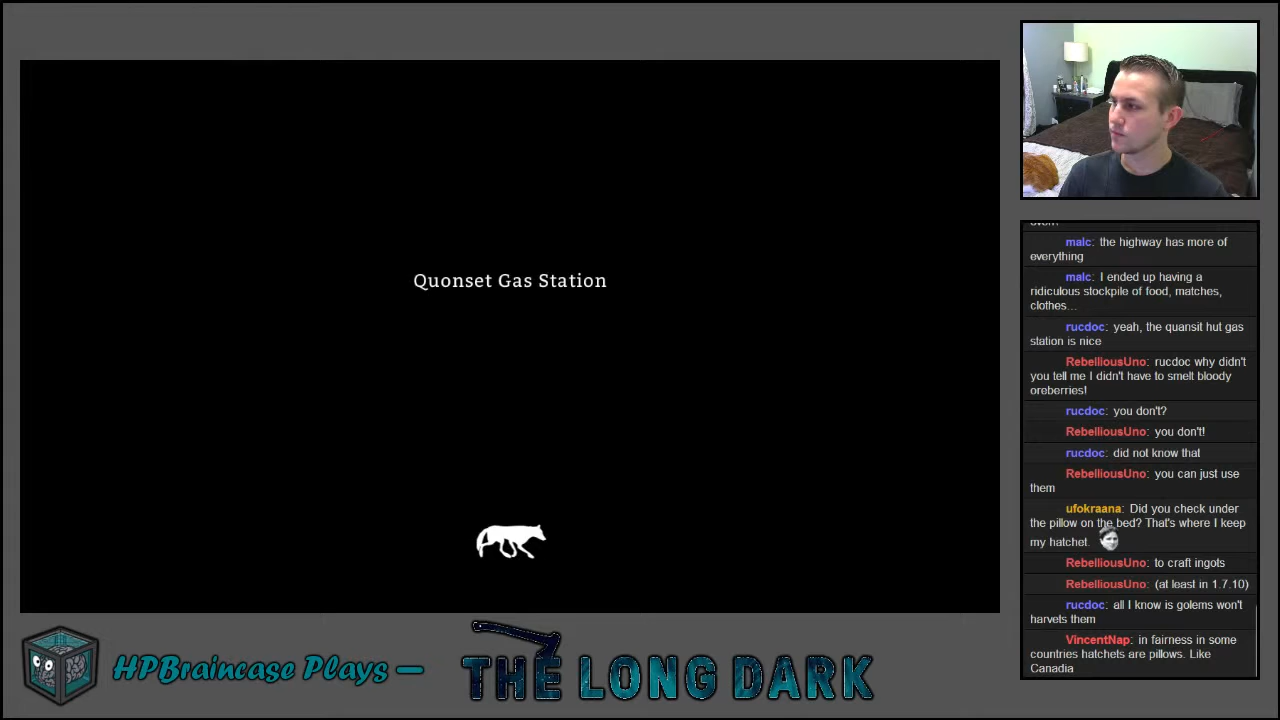 Quonset Gas Station
malc: the highway has more of
everything
malc: I ended up having a
ridiculous stockpile of food, matches,
clothes...
rucdoc: yeah, the quansit hut gas
station is nice
RebelliousUno: rucdoc why didn't
you tell me I didn't have to smelt bloody
oreberries!
rucdoc: you don't?
RebelliousUno: you don't!
rucdoc: did not know that
RebelliousUno: you can just use
them
ufokraana: Did you check under
the pillow on the bed? That's where I keep
my hatchet.
RebelliousUno: to craft ingots
RebelliousUno: (at least in 1.7.10)
rucdoc: all I know is golems won't
harvets them
VincentNap: in fairness in some
countries hatchets are pillows. Like
Canadia
HPBraincase Plays —
THE LONG DARK